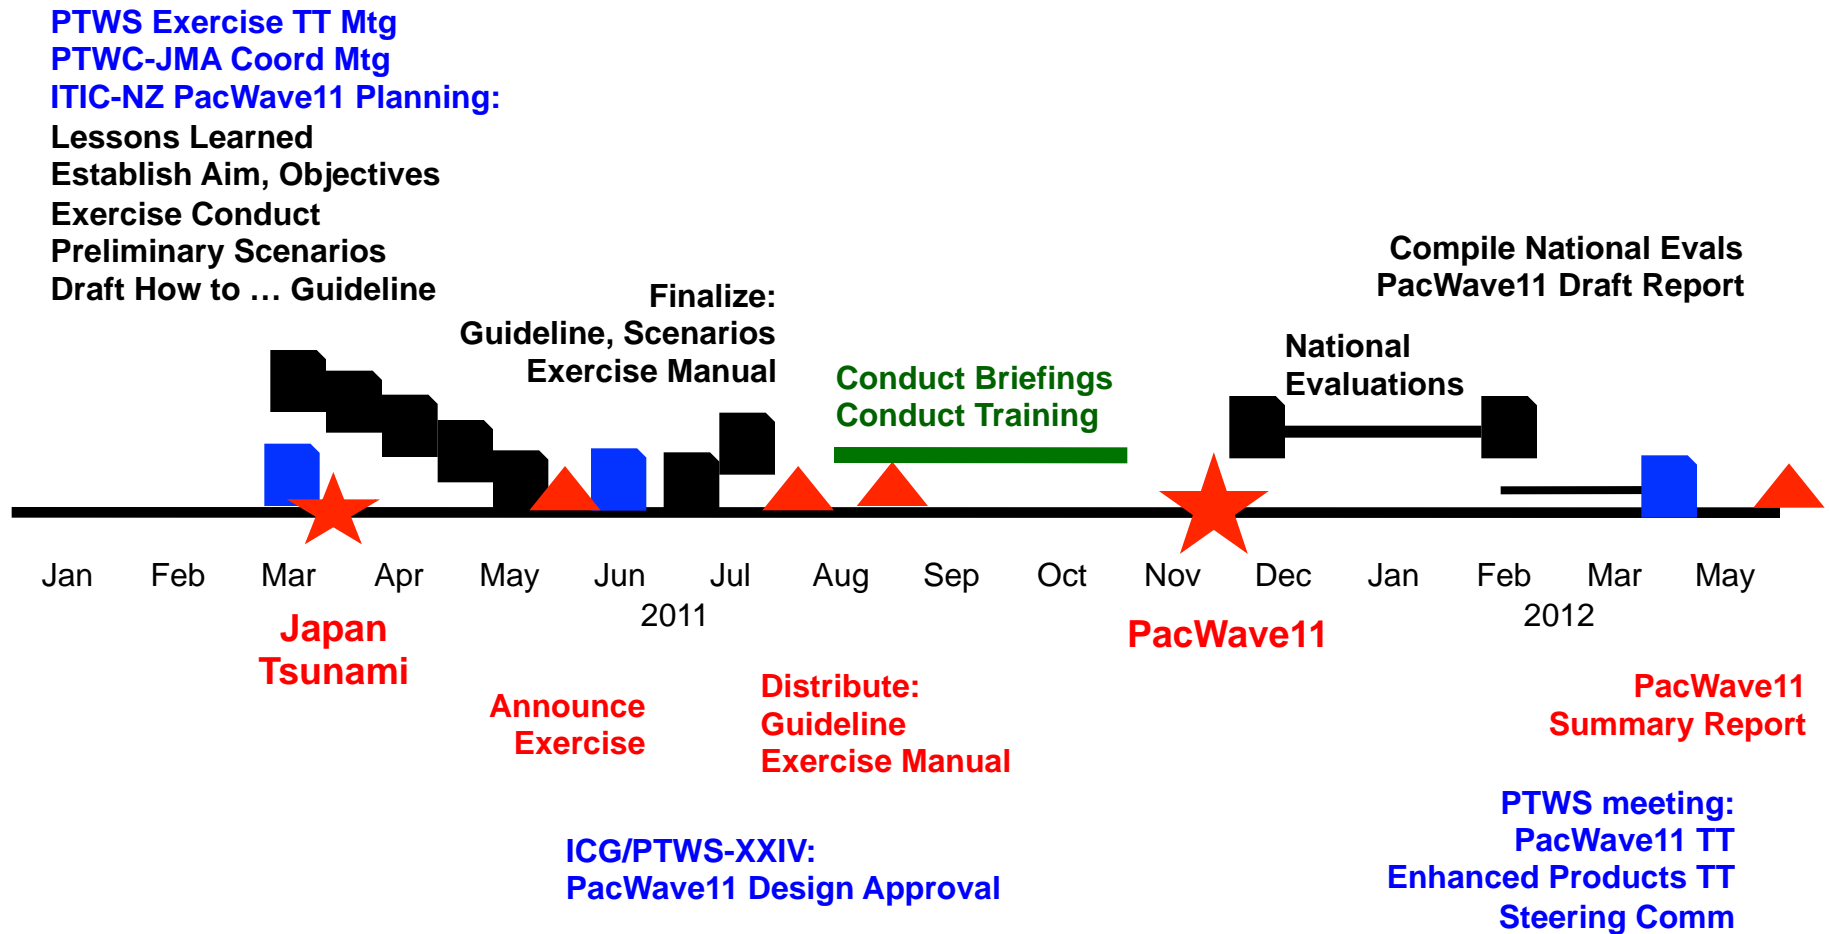 PTWS Exercise TT Mtg
PTWC-JMA Coord Mtg
ITIC-NZ PacWave11 Planning:
Lessons Learned
Establish Aim, Objectives
Exercise Conduct
Preliminary Scenarios
Draft How to … Guideline
Finalize:
Guideline, Scenarios
Exercise Manual
Conduct Briefings
Conduct Training
Compile National Evals
PacWave11 Draft Report
National
Evaluations
Jan Feb Mar Apr May Jun Jul Aug Sep Oct Nov Dec Jan Feb Mar May
2011 2012
Japan
Tsunami
PacWave11
Announce
Exercise
Distribute:
Guideline
Exercise Manual
PacWave11
Summary Report
ICG/PTWS-XXIV:
PacWave11 Design Approval
PTWS meeting:
PacWave11 TT
Enhanced Products TT
Steering Comm